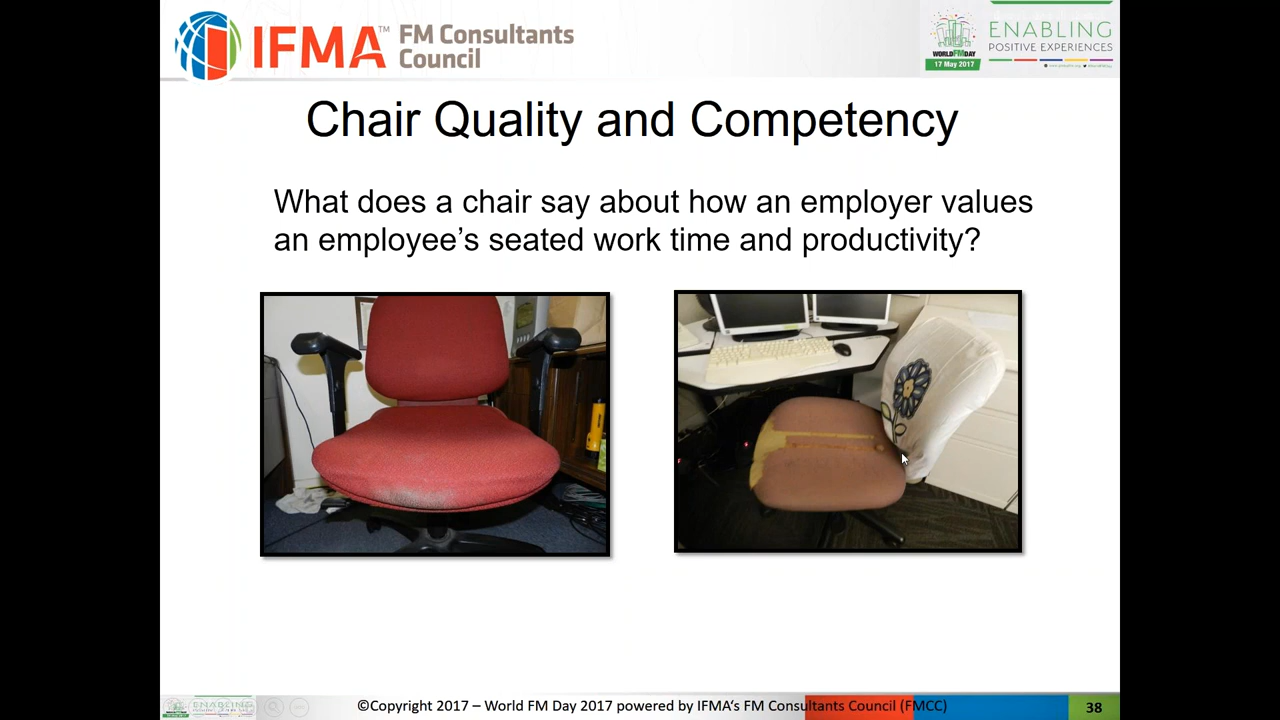 IFMA™ FM Consultants
Council
WORLD FM DAY
17 May 2017
ENABLING
POSITIVE EXPERIENCES
Chair Quality and Competency
What does a chair say about how an employer values
an employee’s seated work time and productivity?
ENABLING
©Copyright 2017 – World FM Day 2017 powered by IFMA‘s FM Consultants Council (FMCC)
38